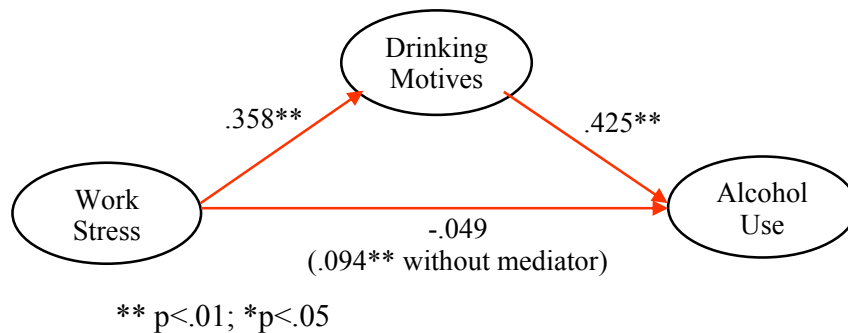 Drinking
Motives
.358**
.425**
Work
Stress
Alcohol
Use
-.049
(.094** without mediator)
** p<.01; *p<.05